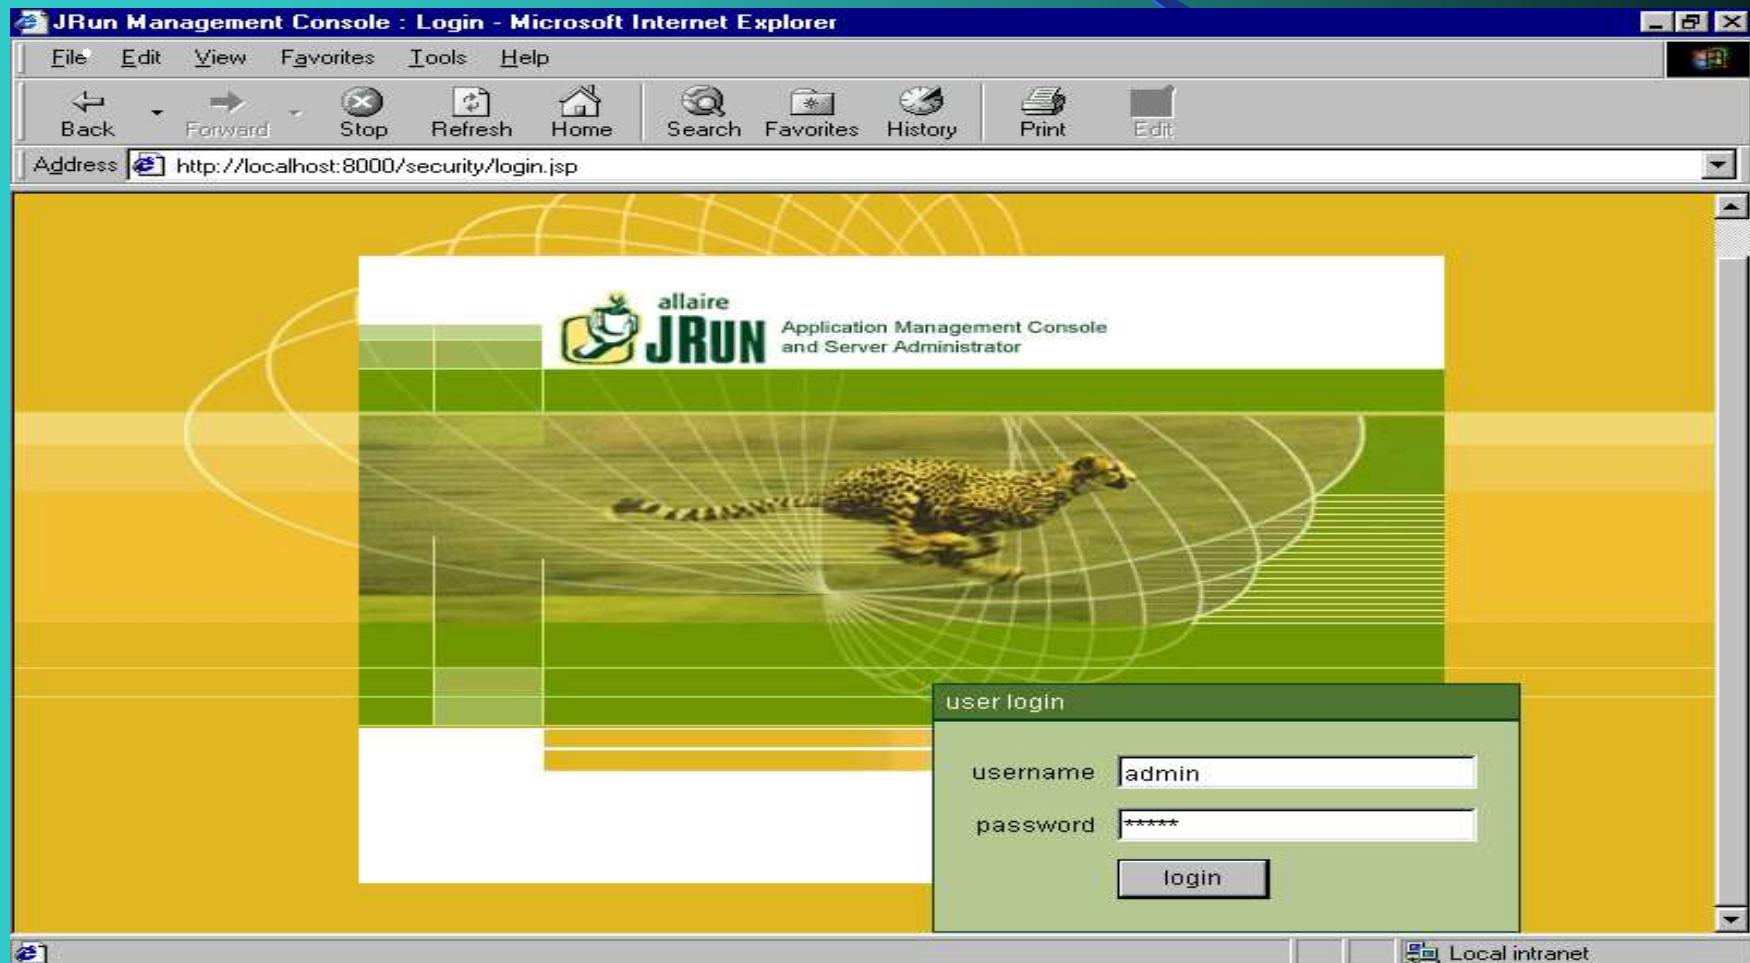 JRun Management Console : Login - Microsoft Internet Explorer
File Edit View Favorites Tools Help
Back Forward Stop Refresh Home Search Favorites History Print Edit
Address http://localhost:8000/security/login.jsp
allaire
JRUN
Application Management Console
and Server Administrator
user login
username admin
password *****
login
Local intranet